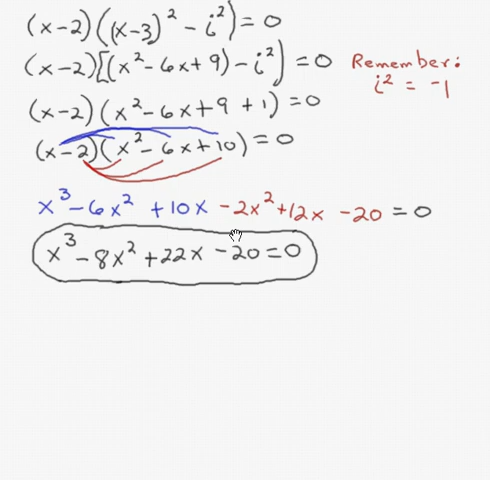 (x-2)((x-3)² - i²) = 0
(x-2)[(x² - 6x + 9) - i²] = 0 Remember:
i² = -1
(x-2)(x² - 6x + 9 + 1) = 0
(x-2)(x² - 6x + 10) = 0
x³ - 6x² + 10x - 2x² + 12x - 20 = 0
x³ - 8x² + 22x - 20 = 0